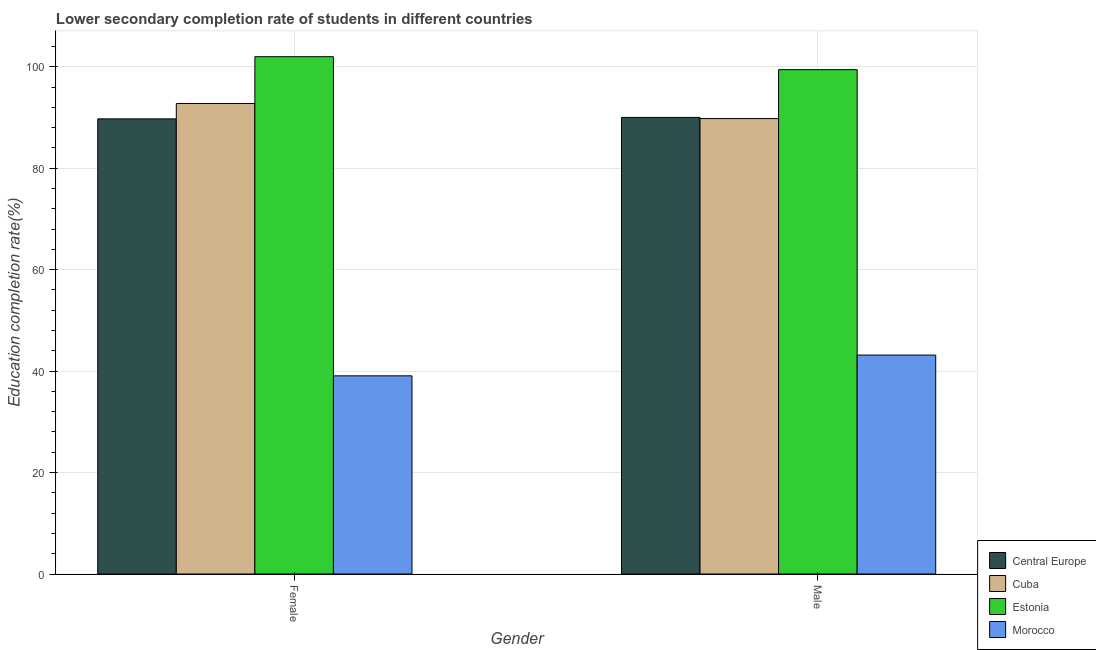 Lower secondary completion rate of students in different countries
Education completion rate(%)
100
80
60
40
20
0
Female
Male
Gender
Central Europe
Cuba
Estonia
Morocco